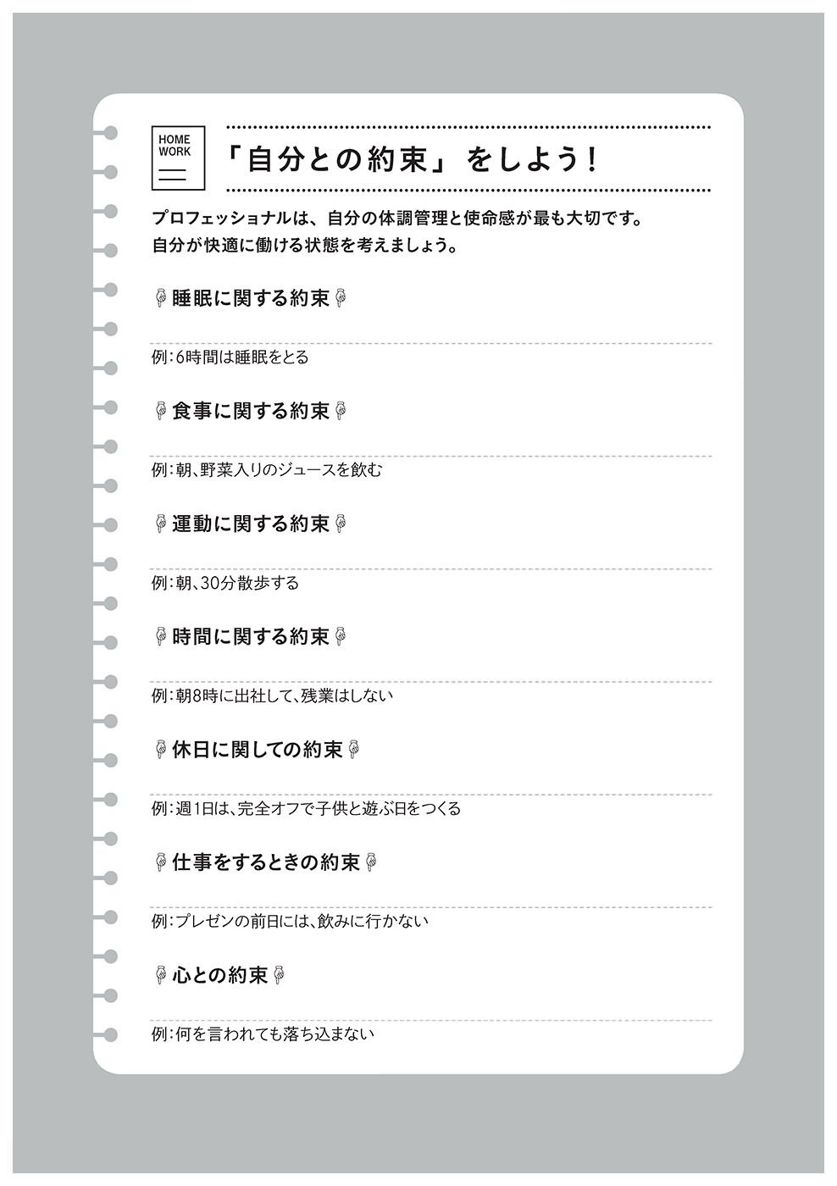 HOME
WORK
「自分との約束」をしよう！
プロフェッショナルは、自分の体調管理と使命感が最も大切です。
自分が快適に働ける状態を考えましょう。
睡眠に関する約束
例：6時間は睡眠をとる
食事に関する約束
例：朝、野菜入りのジュースを飲む
運動に関する約束
例：朝、30分散歩する
時間に関する約束
例：朝8時に出社して、残業はしない
休日に関しての約束
例：週1日は、完全オフで子供と遊ぶ日をつくる
仕事をするときの約束
例：プレゼンの前日には、飲みに行かない
心との約束
例：何を言われても落ち込まない